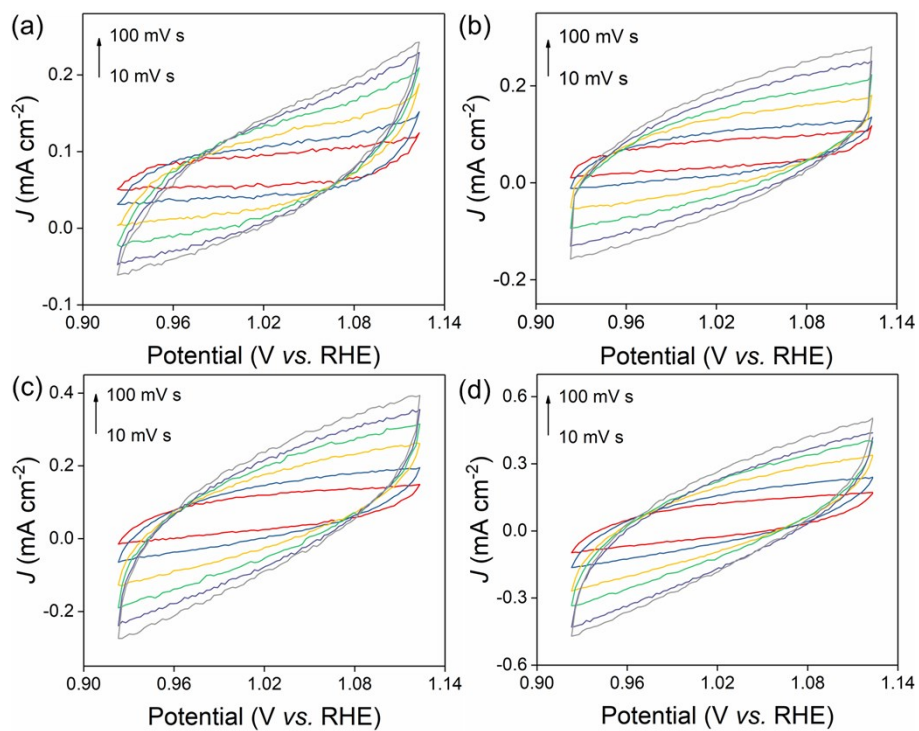 (a)
100 mV s
10 mV s
0.2
0.1
0.0
-0.1
0.90 0.96 1.02 1.08 1.14
J (mA cm-2)
Potential (V vs. RHE)
(b)
100 mV s
10 mV s
0.2
0.0
-0.2
0.90 0.96 1.02 1.08 1.14
J (mA cm-2)
Potential (V vs. RHE)
(c)
100 mV s
10 mV s
0.4
0.2
0.0
-0.2
0.90 0.96 1.02 1.08 1.14
J (mA cm-2)
Potential (V vs. RHE)
(d)
100 mV s
10 mV s
0.6
0.3
0.0
-0.3
-0.6
0.90 0.96 1.02 1.08 1.14
J (mA cm-2)
Potential (V vs. RHE)